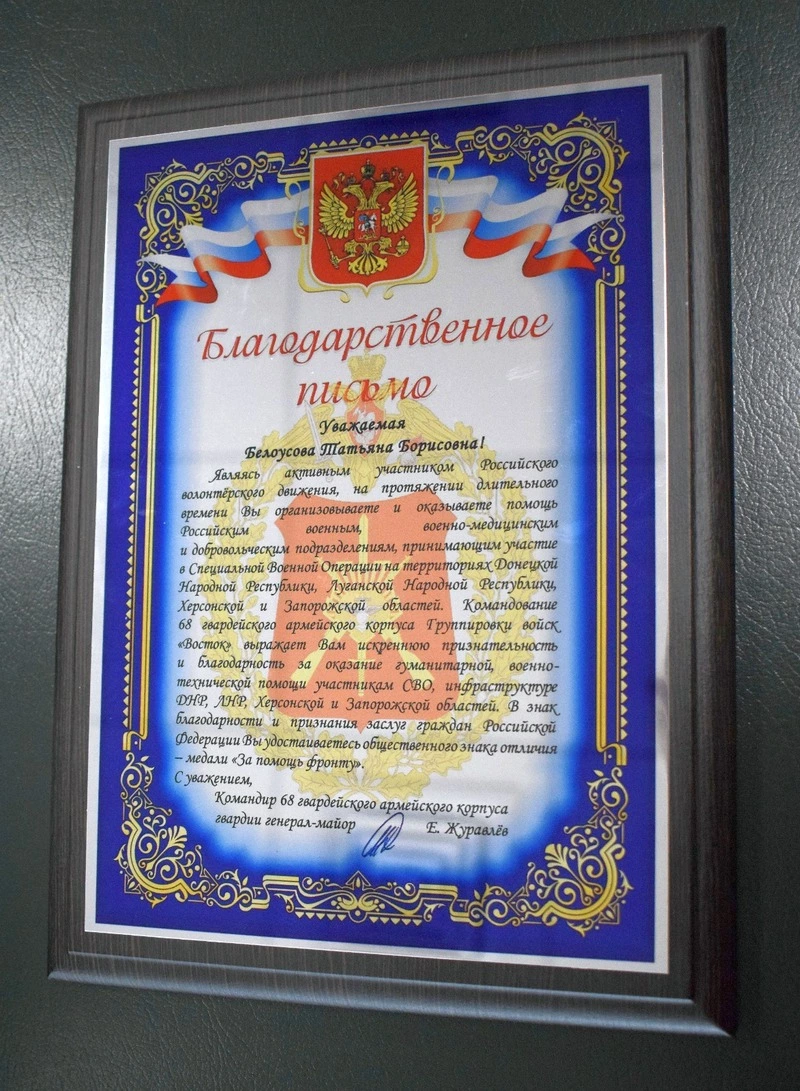 Благодарственное
письмо
Уважаемая
Белоусова Татьяна Борисовна!
Являясь активным участником Российского
волонтёрского движения, на протяжении длительного
времени Вы организовываете и оказываете помощь
Российским военным, военно-медицинским
и добровольческим подразделениям, принимающим участие
в Специальной Военной Операции на территориях Донецкой
Народной Республики, Луганской Народной Республики,
Херсонской и Запорожской областей. Командование
68 гвардейского армейского корпуса Группировки войск
«Восток» выражает Вам искреннюю признательность
и благодарность за оказание гуманитарной, военно-
технической помощи участникам СВО, инфраструктуре
ДНР, ЛНР, Херсонской и Запорожской областей. В знак
благодарности и признания заслуг граждан Российской
Федерации Вы удостаиваетесь общественного знака отличия
– медали «За помощь фронту».
С уважением,
Командир 68 гвардейского армейского корпуса
гвардии генерал-майор Е. Журавлёв